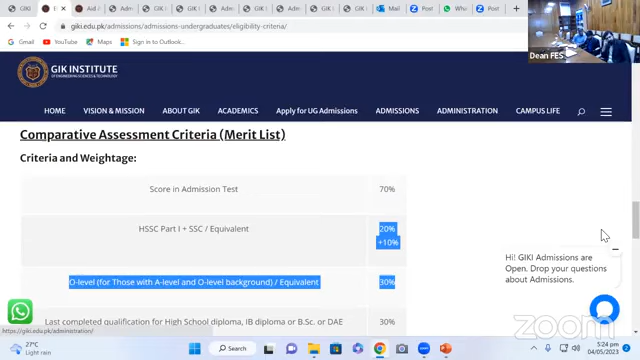 GIKI
Aid /
GIK I
GIK I
Adm
GIK I
Adm
Adm
GIK I
Adm
Mail
Post
What
Post
giki.edu.pk/admissions/admissions-undergraduates/eligibility-criteria/
Gmail YouTube Maps Sign in to Outlook...
Dean FES
GIK INSTITUTE
OF ENGINEERING SCIENCES & TECHNOLOGY
HOME VISION & MISSION ABOUT GIK ACADEMICS Apply for UG Admissions ADMISSIONS ADMINISTRATION CAMPUS LIFE
Comparative Assessment Criteria (Merit List)
Criteria and Weightage:
Score in Admission Test 70%
HSSC Part I + SSC / Equivalent 20%
+10%
O-level (for Those with A-level and O-level background) / Equivalent 30%
Last completed qualification for High School diploma, IB diploma or B.Sc. or DAE 30%
Hi! GIKI Admissions are
Open. Drop your questions
about Admissions.
https://giki.edu.pk/administration/
zoom
27°C
Light rain
Search
5:24 pm
04/05/2023